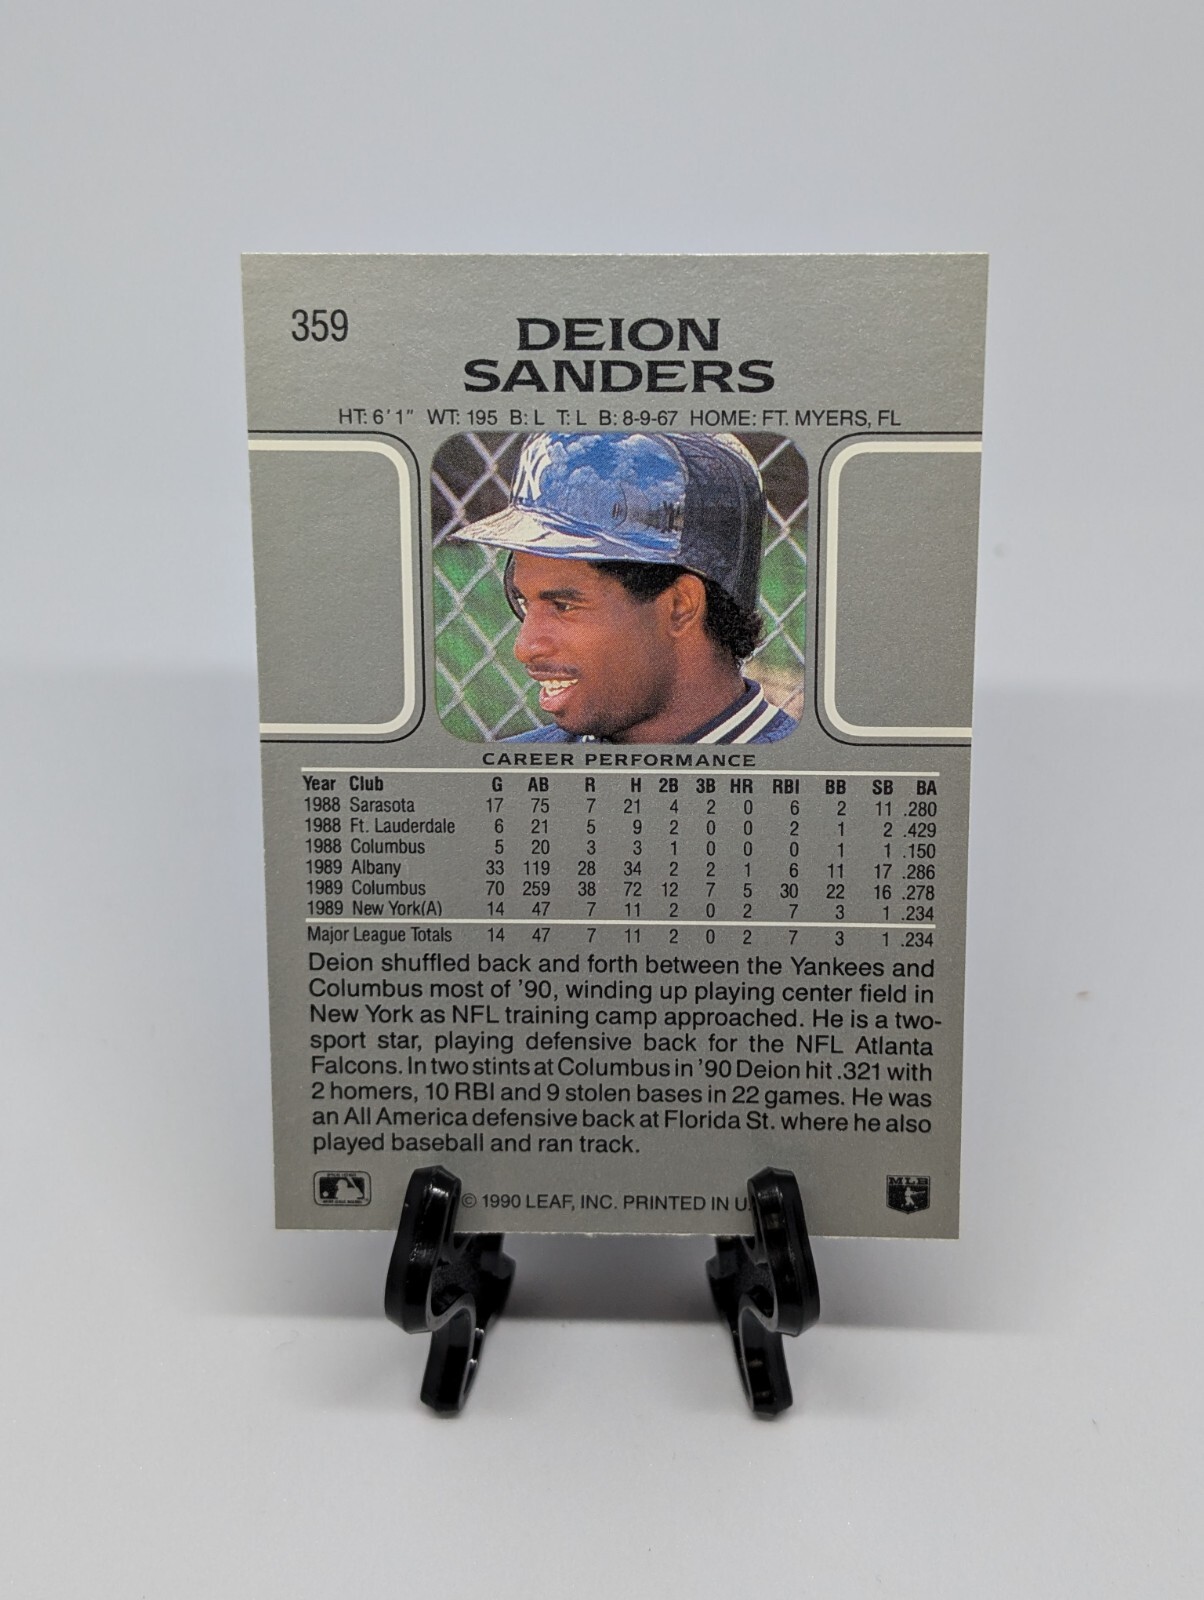 359
DEION
SANDERS
HT: 6'1" WT: 195 B: L T: L B: 8-9-67 HOME: FT. MYERS, FL
NY
CAREER PERFORMANCE
Year Club G AB R H 2B 3B HR RBI BB SB BA
1988 Sarasota 17 75 7 21 4 2 0 6 2 11 .280
1988 Ft. Lauderdale 6 21 5 9 2 0 0 2 1 2 .429
1988 Columbus 5 20 3 3 1 0 0 0 1 1 .150
1989 Albany 33 119 28 34 2 2 1 6 11 17 .286
1989 Columbus 70 259 38 72 12 7 5 30 22 16 .278
1989 New York(A) 14 47 7 11 2 0 2 7 3 1 .234
Major League Totals 14 47 7 11 2 0 2 7 3 1 .234
Deion shuffled back and forth between the Yankees and
Columbus most of '90, winding up playing center field in
New York as NFL training camp approached. He is a two-
sport star, playing defensive back for the NFL Atlanta
Falcons. In two stints at Columbus in '90 Deion hit .321 with
2 homers, 10 RBI and 9 stolen bases in 22 games. He was
an All America defensive back at Florida St. where he also
played baseball and ran track.
© 1990 LEAF, INC. PRINTED IN U.
MLB